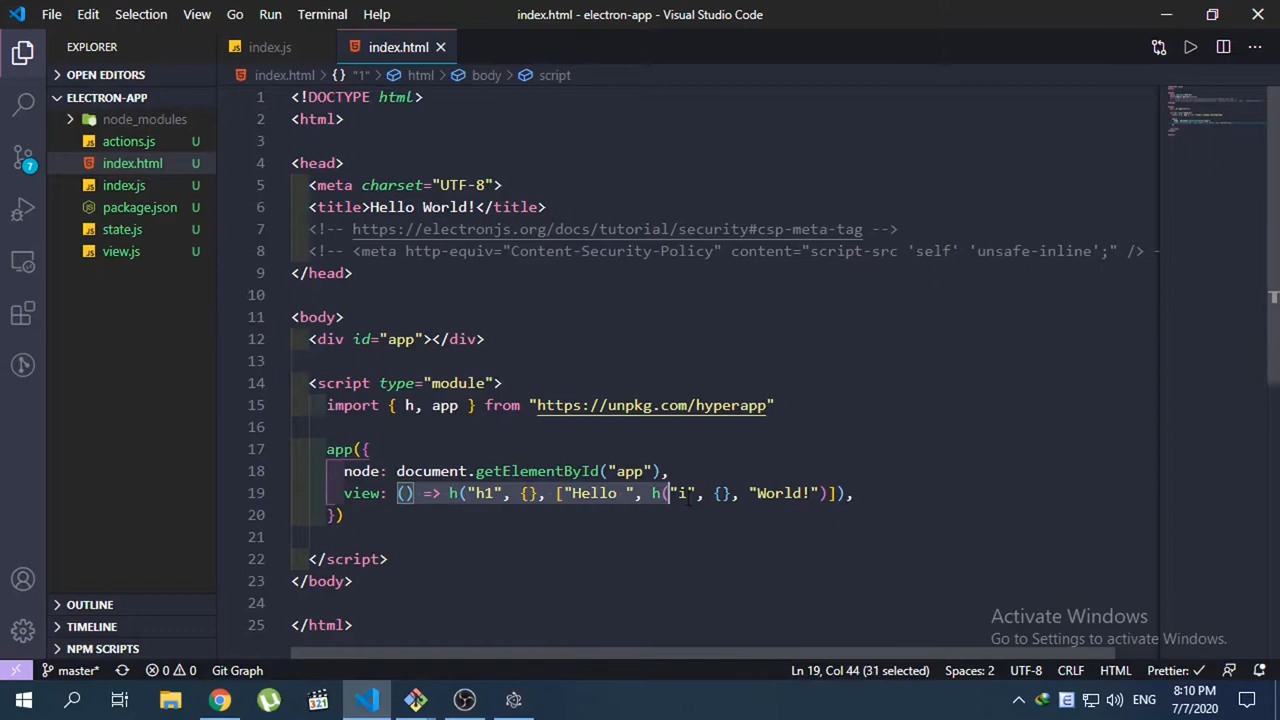 File Edit Selection View Go Run Terminal Help
index.html - electron-app - Visual Studio Code
EXPLORER
index.js
index.html
OPEN EDITORS
index.html {} "1" html body script
ELECTRON-APP
node_modules
actions.js U
index.html U
index.js U
package.json U
state.js U
view.js U
1 <!DOCTYPE html>
2 <html>
3
4 <head>
5 <meta charset="UTF-8">
6 <title>Hello World!</title>
7 <!-- https://electronjs.org/docs/tutorial/security#csp-meta-tag -->
8 <!-- <meta http-equiv="Content-Security-Policy" content="script-src 'self' 'unsafe-inline';" /> -
9 </head>
10
11 <body>
12 <div id="app"></div>
13
14 <script type="module">
15 import { h, app } from "https://unpkg.com/hyperapp"
16
17 app({
18 node: document.getElementById("app"),
19 view: () => h("h1", {}, ["Hello ", h("i", {}, "World!")]),
20 })
21
22 </script>
23 </body>
24
25 </html>
7
OUTLINE
TIMELINE
NPM SCRIPTS
Activate Windows
Go to Settings to activate Windows.
master* 0 0 Git Graph Ln 19, Col 44 (31 selected) Spaces: 2 UTF-8 CRLF HTML Prettier: ✓
321
ENG
8:10 PM
7/7/2020